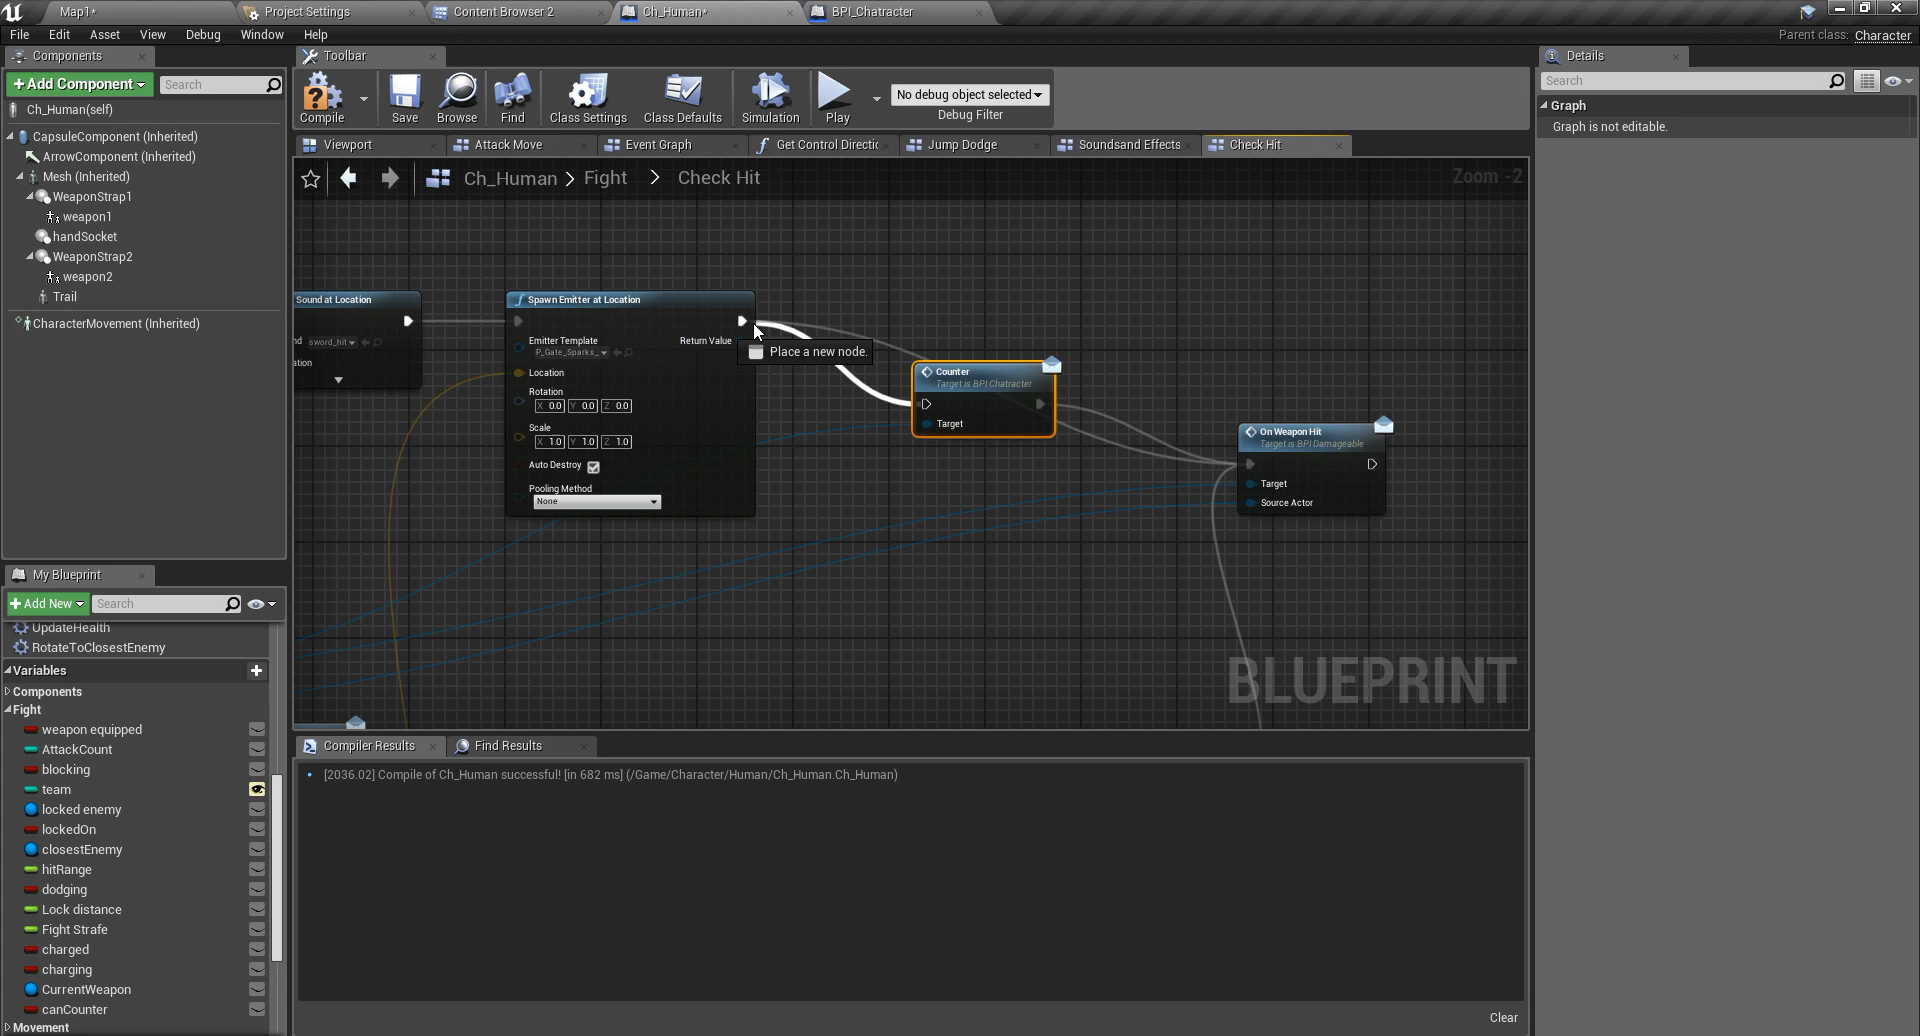 Map1*
Project Settings
Content Browser 2
Ch_Human*
BPI_Chatracter
File
Edit
Asset
View
Debug
Window
Help
Parent class: Character
Components
Toolbar
Details
+Add Component
Search
Ch_Human(self)
CapsuleComponent (Inherited)
ArrowComponent (Inherited)
Mesh (Inherited)
WeaponStrap1
weapon1
handSocket
WeaponStrap2
weapon2
Trail
CharacterMovement (Inherited)
Compile
Save
Browse
Find
Class Settings
Class Defaults
Simulation
Play
No debug object selected
Debug Filter
Search
Graph
Graph is not editable.
Viewport
Attack Move
Event Graph
Get Control Directic
Jump Dodge
Soundsand Effects
Check Hit
Ch_Human > Fight > Check Hit
Zoom -2
Sound at Location
nd sword_hit
ation
Spawn Emitter at Location
Emitter Template
P_Gate_Sparks_
Return Value
Location
Rotation
X 0.0 Y 0.0 Z 0.0
Scale
X 1.0 Y 1.0 Z 1.0
Auto Destroy
Pooling Method
None
Place a new node.
Counter
Target is BPI Chatracter
Target
On Weapon Hit
Target is BPI Damageable
Target
Source Actor
BLUEPRINT
My Blueprint
+Add New
Search
UpdateHealth
RotateToClosestEnemy
Variables
Components
Fight
weapon equipped
AttackCount
blocking
team
locked enemy
lockedOn
closestEnemy
hitRange
dodging
Lock distance
Fight Strafe
charged
charging
CurrentWeapon
canCounter
Movement
Compiler Results
Find Results
[2036.02] Compile of Ch_Human successful! [in 682 ms] (/Game/Character/Human/Ch_Human.Ch_Human)
Clear